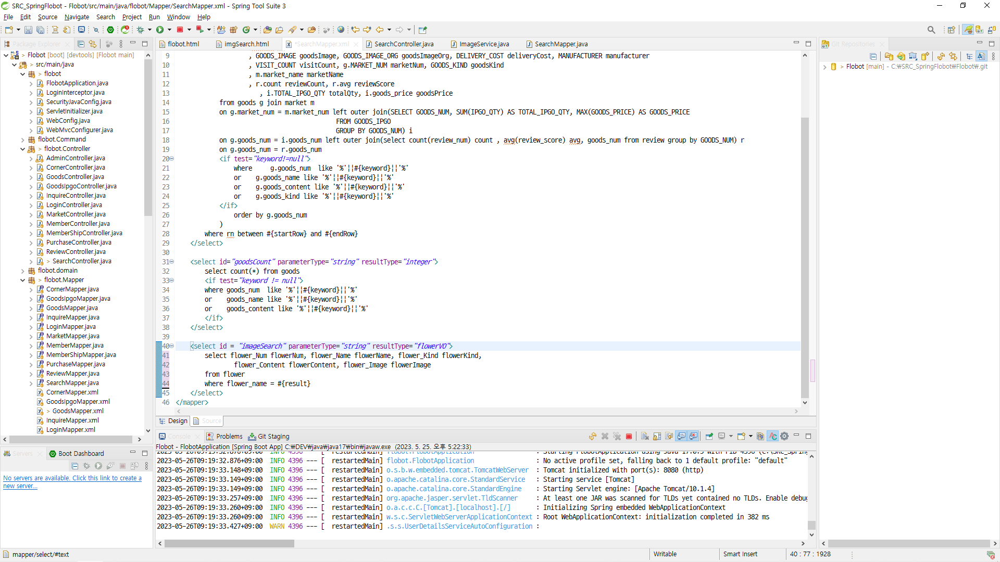 SRC_SpringFlobot - Flobot/src/main/java/flobot/Mapper/SearchMapper.xml - Spring Tool Suite 3
File Edit Source Navigate Search Project Run Window Help
Package Explorer
Flobot [boot] [devtools] [Flobot main]
> src/main/java
> flobot
FlobotApplication.java
LoginInterceptor.java
SecurityJavaConfig.java
ServletInitializer.java
WebConfig.java
WebMvcConfigurer.java
flobot.Command
> flobot.Controller
AdminController.java
CornerController.java
GoodsController.java
GoodsIpgoController.java
InquireController.java
LoginController.java
MarketController.java
MemberController.java
MemberShipController.java
PurchaseController.java
ReviewController.java
> SearchController.java
flobot.domain
> flobot.Mapper
CornerMapper.java
GoodsIpgoMapper.java
GoodsMapper.java
InquireMapper.java
LoginMapper.java
MarketMapper.java
MemberMapper.java
MemberShipMapper.java
PurchaseMapper.java
ReviewMapper.java
SearchMapper.java
CornerMapper.xml
GoodsIpgoMapper.xml
> GoodsMapper.xml
InquireMapper.xml
LoginMapper.xml
Servers Boot Dashboard
No servers are available. Click this link to create a
new server...
flobot.html imgSearch.html *SearchMapper.xml SearchController.java ImageService.java SearchMapper.java
9 , GOODS_IMAGE goodsImage, GOODS_IMAGE_ORG goodsImageOrg, DELIVERY_COST deliveryCost, MANUFACTURER manufacturer
10 , VISIT_COUNT visitCount, g.MARKET_NUM marketNum, GOODS_KIND goodsKind
11 , m.market_name marketName
12 , r.count reviewCount, r.avg reviewScore
13 , i.TOTAL_IPGO_QTY totalQty, i.goods_price goodsPrice
14 from goods g join market m
15 on g.market_num = m.market_num left outer join(SELECT GOODS_NUM, SUM(IPGO_QTY) AS TOTAL_IPGO_QTY, MAX(GOODS_PRICE) AS GOODS_PRICE
16 FROM GOODS_IPGO
17 GROUP BY GOODS_NUM) i
18 on g.goods_num = i.goods_num left outer join(select count(review_num) count , avg(review_score) avg, goods_num from review group by GOODS_NUM) r
19 on g.goods_num = r.goods_num
20 <if test="keyword!=null">
21 where g.goods_num like '%'||#{keyword}||'%'
22 or g.goods_name like '%'||#{keyword}||'%'
23 or g.goods_content like '%'||#{keyword}||'%'
24 or g.goods_kind like '%'||#{keyword}||'%'
25 </if>
26 order by g.goods_num
27 )
28 where rn between #{startRow} and #{endRow}
29 </select>
30
31 <select id="goodsCount" parameterType="string" resultType="integer">
32 select count(*) from goods
33 <if test="keyword != null">
34 where goods_num like '%'||#{keyword}||'%'
35 or goods_name like '%'||#{keyword}||'%'
36 or goods_content like '%'||#{keyword}||'%'
37 </if>
38 </select>
39
40 <select id = "imageSearch" parameterType="string" resultType="flowerVO">
41 select flower_Num flowerNum, flower_Name flowerName, flower_Kind flowerKind,
42 flower_Content flowerContent, flower_Image flowerImage
43 from flower
44 where flower_name = #{result}
45 </select>
46 </mapper>
Design Source
Console Problems Git Staging
Flobot - FlobotApplication [Spring Boot App] C:₩DEV₩java₩java17₩bin₩javaw.exe (2023. 5. 25. 오후 5:22:33)
2023-05-26T09:19:32.876+09:00 INFO 4396 --- [ restartedMain] flobot.FlobotApplication : No active profile set, falling back to 1 default profile: "default"
2023-05-26T09:19:33.148+09:00 INFO 4396 --- [ restartedMain] o.s.b.w.embedded.tomcat.TomcatWebServer : Tomcat initialized with port(s): 8080 (http)
2023-05-26T09:19:33.149+09:00 INFO 4396 --- [ restartedMain] o.apache.catalina.core.StandardService : Starting service [Tomcat]
2023-05-26T09:19:33.149+09:00 INFO 4396 --- [ restartedMain] o.apache.catalina.core.StandardEngine : Starting Servlet engine: [Apache Tomcat/10.1.4]
2023-05-26T09:19:33.257+09:00 INFO 4396 --- [ restartedMain] org.apache.jasper.servlet.TldScanner : At least one JAR was scanned for TLDs yet contained no TLDs. Enable debug
2023-05-26T09:19:33.260+09:00 INFO 4396 --- [ restartedMain] o.a.c.c.C.[Tomcat].[localhost].[/] : Initializing Spring embedded WebApplicationContext
2023-05-26T09:19:33.260+09:00 INFO 4396 --- [ restartedMain] w.s.c.ServletWebServerApplicationContext : Root WebApplicationContext: initialization completed in 382 ms
2023-05-26T09:19:33.427+09:00 WARN 4396 --- [ restartedMain] .s.s.UserDetailsServiceAutoConfiguration :
Git Repositories
> Flobot [main] - C:₩SRC_SpringFlobot₩Flobot₩.git
mapper/select/#text Writable Smart Insert 40 : 77 : 1928